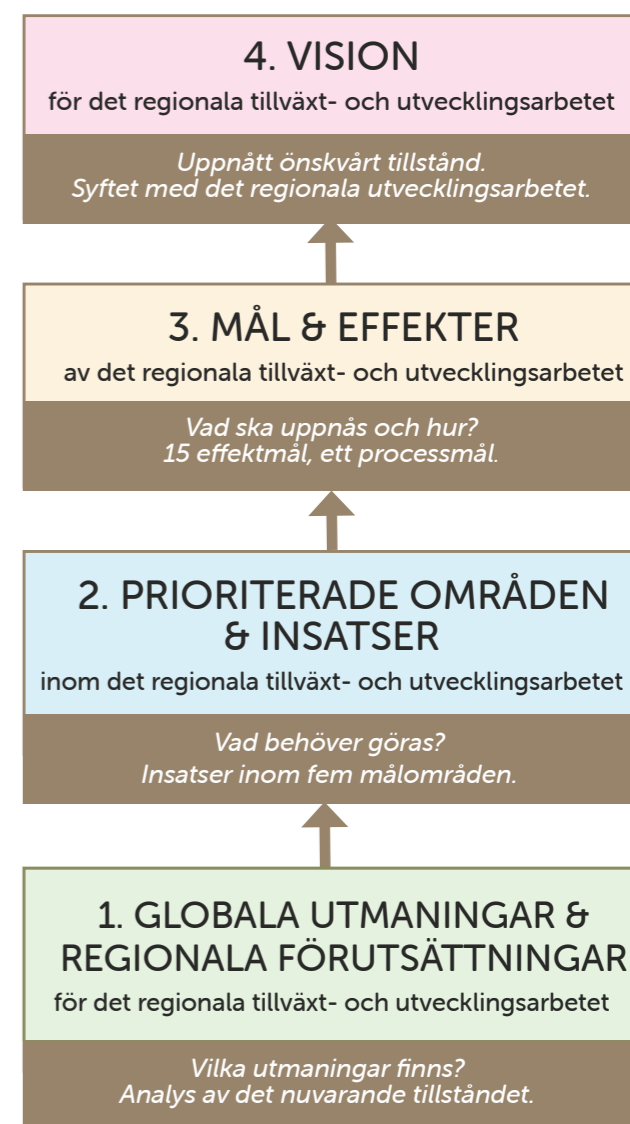 4. VISION
för det regionala tillväxt- och utvecklingsarbetet
Uppnått önskvärt tillstånd.
Syftet med det regionala utvecklingsarbetet.
3. MÅL & EFFEKTER
av det regionala tillväxt- och utvecklingsarbetet
Vad ska uppnås och hur?
15 effektmål, ett processmål.
2. PRIORITERADE OMRÅDEN
& INSATSER
inom det regionala tillväxt- och utvecklingsarbetet
Vad behöver göras?
Insatser inom fem målområden.
1. GLOBALA UTMANINGAR &
REGIONALA FÖRUTSÄTTNINGAR
för det regionala tillväxt- och utvecklingsarbetet
Vilka utmaningar finns?
Analys av det nuvarande tillståndet.